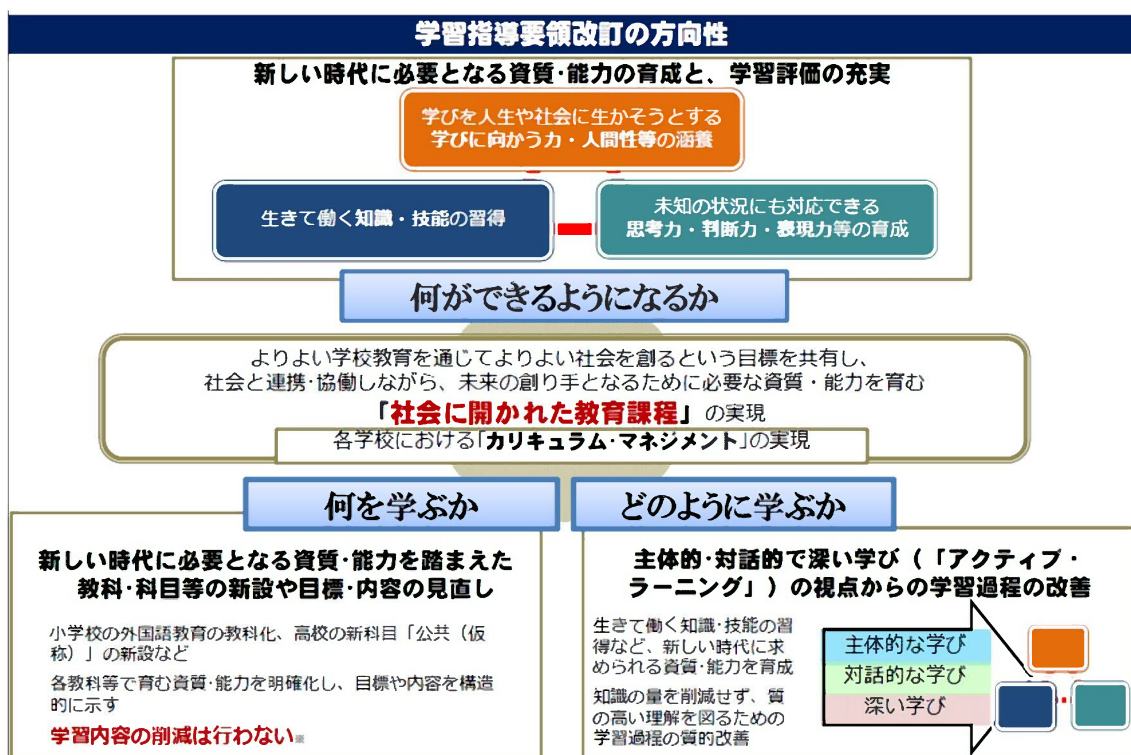 学習指導要領改訂の方向性
新しい時代に必要となる資質・能力の育成と、学習評価の充実
学びを人生や社会に生かそうとする
学びに向かう力・人間性等の涵養
生きて働く知識・技能の習得
未知の状況にも対応できる
思考力・判断力・表現力等の育成
何ができるようになるか
よりよい学校教育を通じてよりよい社会を創るという目標を共有し、
社会と連携・協働しながら、未来の創り手となるために必要な資質・能力を育む
「社会に開かれた教育課程」の実現
各学校における「カリキュラム・マネジメント」の実現
何を学ぶか
新しい時代に必要となる資質・能力を踏まえた
教科・科目等の新設や目標・内容の見直し
小学校の外国語教育の教科化、高校の新科目「公共（仮
称）」の新設など
各教科等で育む資質・能力を明確化し、目標や内容を構造
的に示す
学習内容の削減は行わない※
どのように学ぶか
主体的・対話的で深い学び（「アクティブ・
ラーニング」）の視点からの学習過程の改善
生きて働く知識・技能の習
得など、新しい時代に求
められる資質・能力を育成
知識の量を削減せず、質
の高い理解を図るための
学習過程の質的改善
主体的な学び
対話的な学び
深い学び